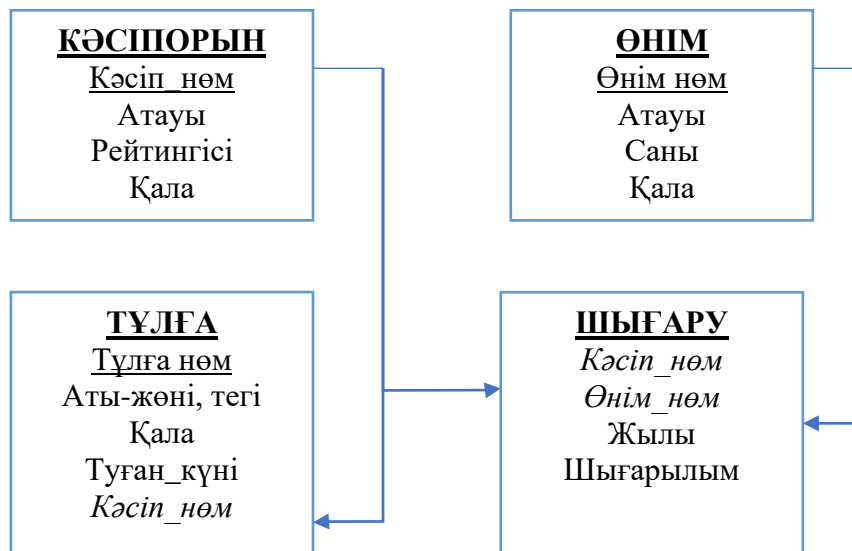 КӘСІПОРЫН
Кәсіп_нөм
Атауы
Рейтингісі
Қала
ӨНІМ
Өнім нөм
Атауы
Саны
Қала
ТҰЛҒА
Тұлға нөм
Аты-жөні, тегі
Қала
Туған_күні
Кәсіп_нөм
ШЫҒАРУ
Кәсіп_нөм
Өнім_нөм
Жылы
Шығарылым